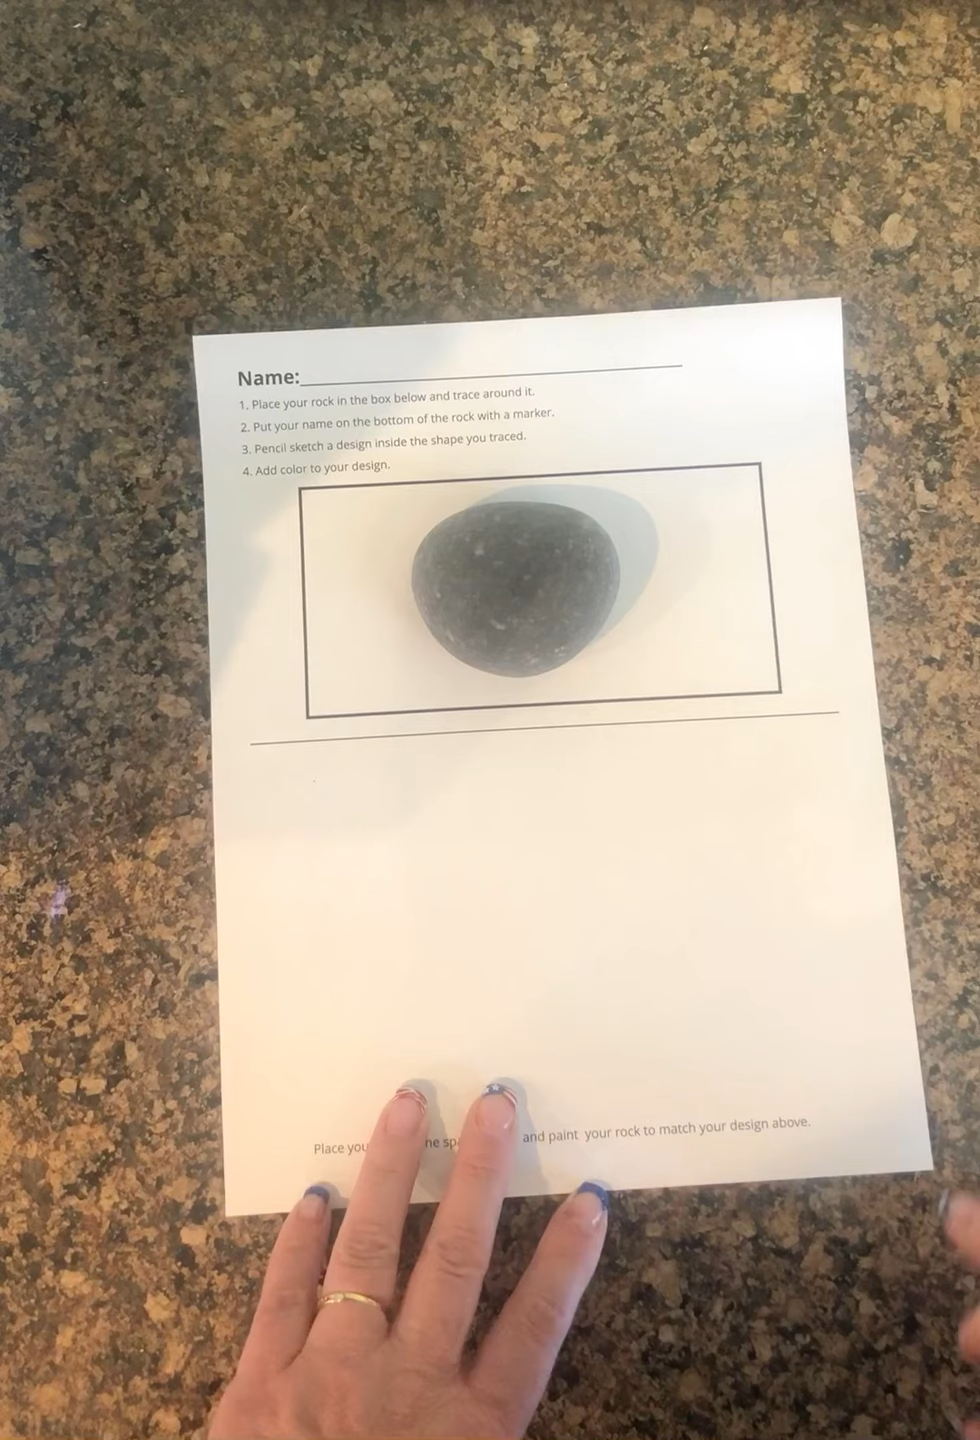 Name:
1. Place your rock in the box below and trace around it.
2. Put your name on the bottom of the rock with a marker.
3. Pencil sketch a design inside the shape you traced.
4. Add color to your design.
Place and paint your rock to match your design above.